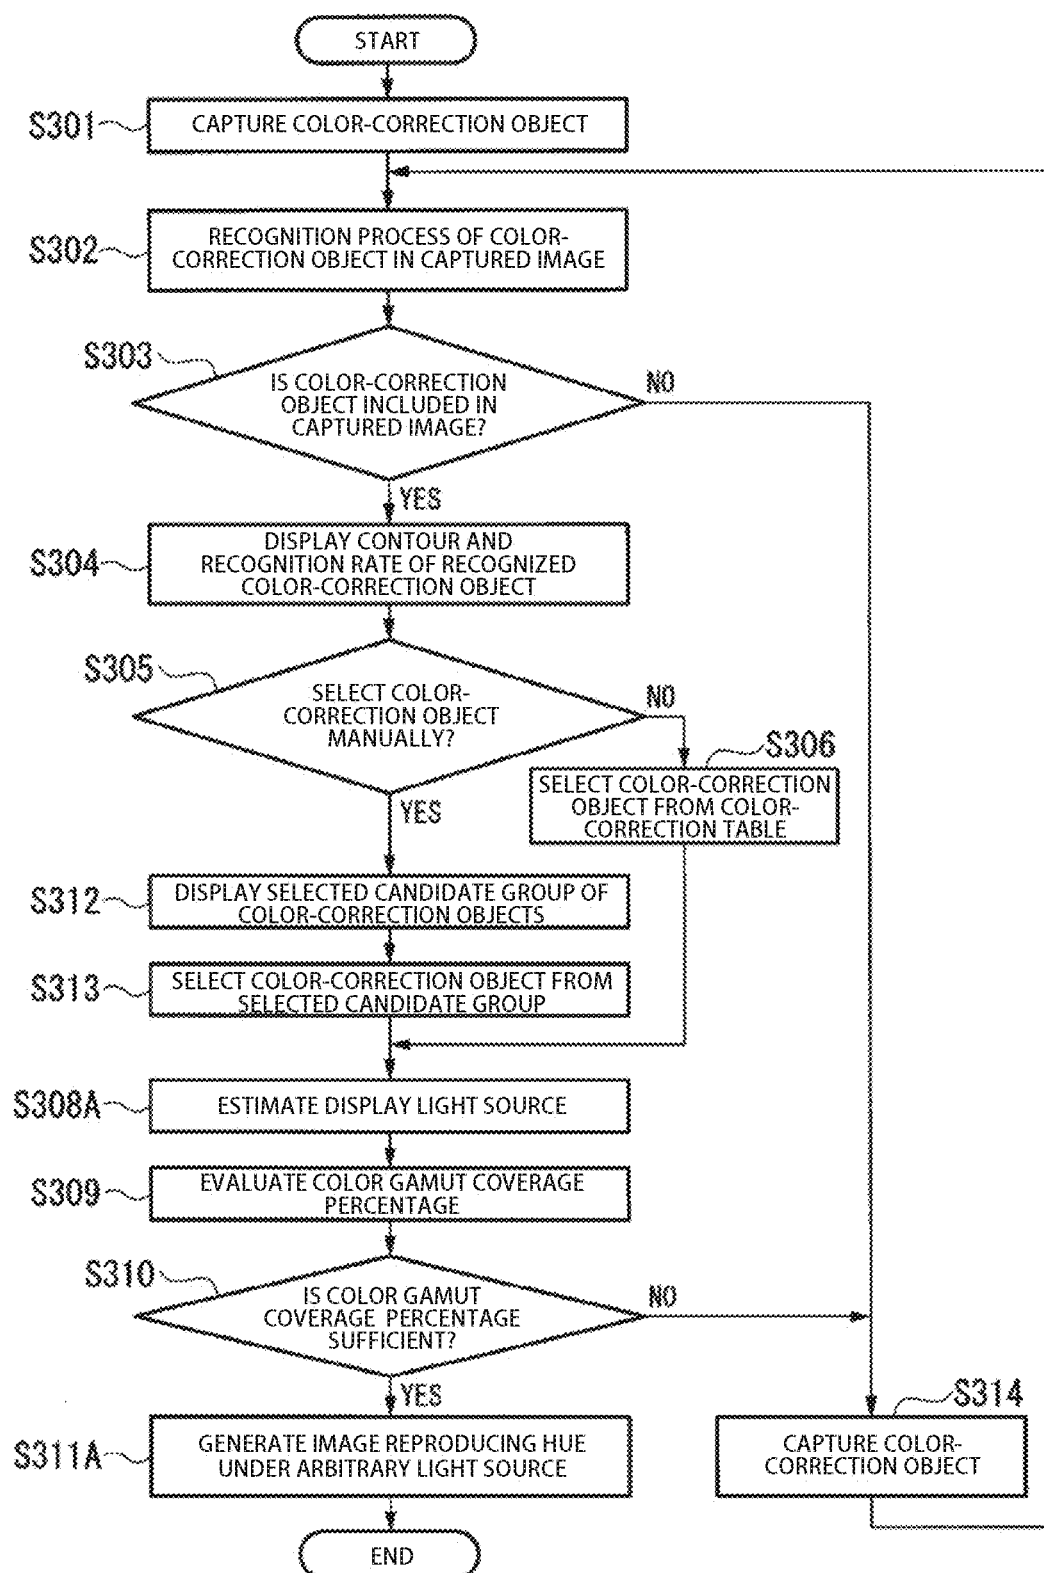 START
S301
CAPTURE COLOR-CORRECTION OBJECT
S302
RECOGNITION PROCESS OF COLOR-
CORRECTION OBJECT IN CAPTURED IMAGE
S303
IS COLOR-CORRECTION
OBJECT INCLUDED IN
CAPTURED IMAGE?
NO
YES
S304
DISPLAY CONTOUR AND
RECOGNITION RATE OF RECOGNIZED
COLOR-CORRECTION OBJECT
S305
SELECT COLOR-
CORRECTION OBJECT
MANUALLY?
NO
YES
S306
SELECT COLOR-CORRECTION
OBJECT FROM COLOR-
CORRECTION TABLE
S312
DISPLAY SELECTED CANDIDATE GROUP OF
COLOR-CORRECTION OBJECTS
S313
SELECT COLOR-CORRECTION OBJECT FROM
SELECTED CANDIDATE GROUP
S308A
ESTIMATE DISPLAY LIGHT SOURCE
S309
EVALUATE COLOR GAMUT COVERAGE
PERCENTAGE
S310
IS COLOR GAMUT
COVERAGE PERCENTAGE
SUFFICIENT?
NO
YES
S311A
GENERATE IMAGE REPRODUCING HUE
UNDER ARBITRARY LIGHT SOURCE
S314
CAPTURE COLOR-
CORRECTION OBJECT
END